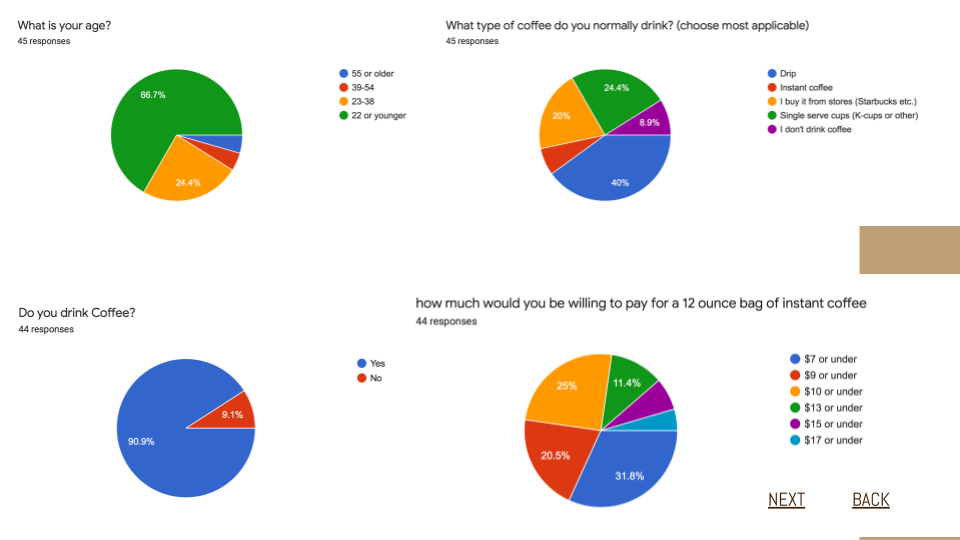 What is your age?
45 responses
66.7%
24.4%
55 or older
39-54
23-38
22 or younger
What type of coffee do you normally drink? (choose most applicable)
45 responses
24.4%
20%
8.9%
40%
Drip
Instant coffee
I buy it from stores (Starbucks etc.)
Single serve cups (K-cups or other)
I don't drink coffee
Do you drink Coffee?
44 responses
9.1%
90.9%
Yes
No
how much would you be willing to pay for a 12 ounce bag of instant coffee
44 responses
25%
11.4%
20.5%
31.8%
$7 or under
$9 or under
$10 or under
$13 or under
$15 or under
$17 or under
NEXT BACK